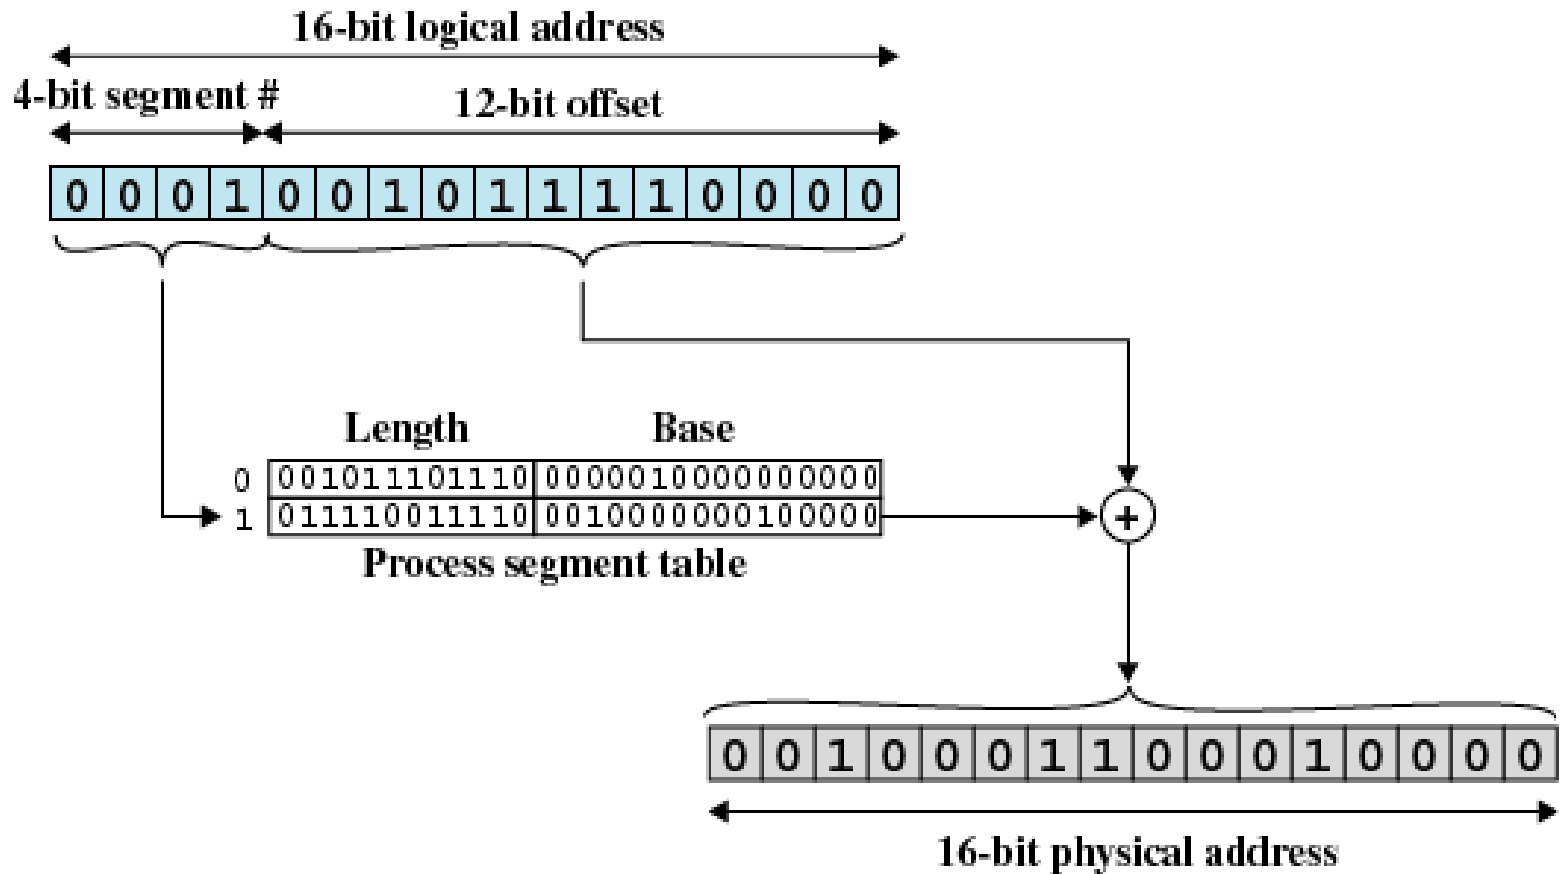 16-bit logical address
4-bit segment # 12-bit offset
0 0 0 1 0 0 1 0 1 1 1 1 0 0 0 0
Length Base
0 001011101110 0000010000000000
1 011110011110 0010000000100000
+
Process segment table
0 0 1 0 0 0 1 1 0 0 0 1 0 0 0 0
16-bit physical address